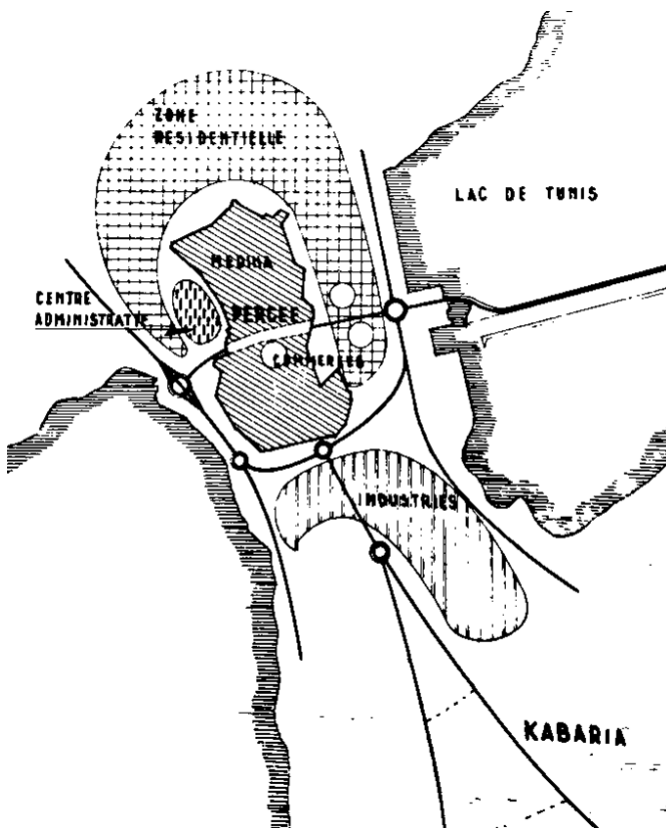 ZONE
RESIDENTIELLE
LAC DE TUNIS
MEDINA
CENTRE
ADMINISTRATIF
PERCEE
COMMERCES
INDUSTRIES
KABARIA